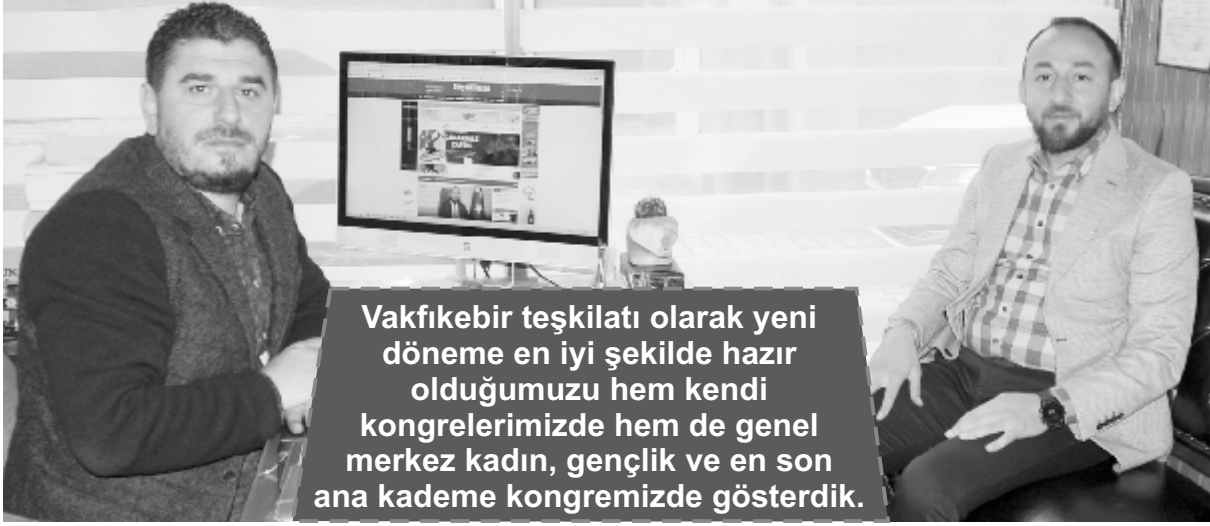 Vakfıkebir teşkilatı olarak yeni
döneme en iyi şekilde hazır
olduğumuzu hem kendi
kongrelerimizde hem de genel
merkez kadın, gençlik ve en son
ana kademe kongremizde gösterdik.